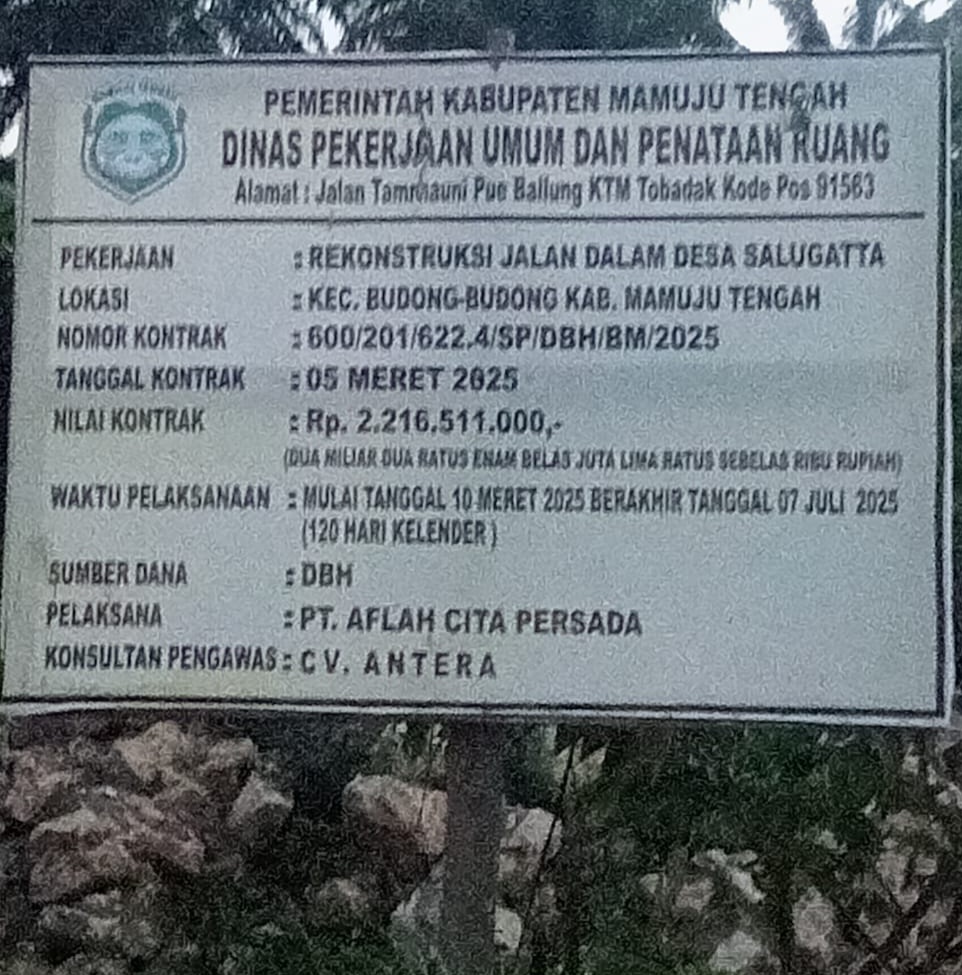 PEMERINTAH KABUPATEN MAMUJU TENGAH
DINAS PEKERJAAN UMUM DAN PENATAAN RUANG
Alamat : Jalan Tammauni Pue Ballung KTM Tobadak Kode Pos 91563
PEKERJAAN : REKONSTRUKSI JALAN DALAM DESA SALUGATTA
LOKASI : KEC. BUDONG-BUDONG KAB. MAMUJU TENGAH
NOMOR KONTRAK : 600/201/622.4/SP/DBH/BM/2025
TANGGAL KONTRAK : 05 MERET 2025
NILAI KONTRAK : Rp. 2.216.511.000,-
(DUA MILIAR DUA RATUS ENAM BELAS JUTA LIMA RATUS SEBELAS RIBU RUPIAH)
WAKTU PELAKSANAAN : MULAI TANGGAL 10 MERET 2025 BERAKHIR TANGGAL 07 JULI 2025
(120 HARI KELENDER )
SUMBER DANA : DBH
PELAKSANA : PT. AFLAH CITA PERSADA
KONSULTAN PENGAWAS : CV. ANTERA